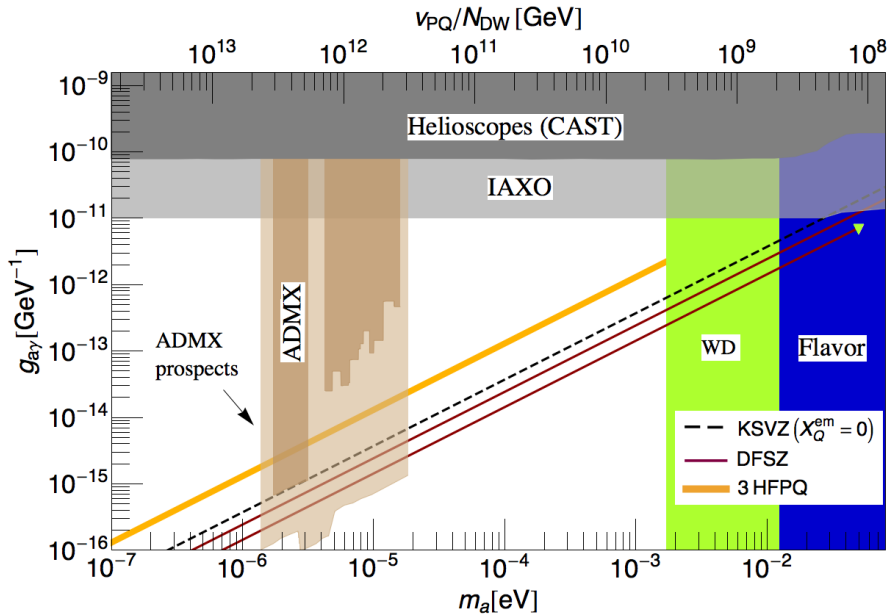 v_PQ/N_DW [GeV]
10^13 10^12 10^11 10^10 10^9 10^8
10^-9
10^-10
10^-11
10^-12
10^-13
10^-14
10^-15
10^-16
g_aγ[GeV^-1]
Helioscopes (CAST)
IAXO
ADMX
ADMX
prospects
WD
Flavor
KSVZ (X_Q^em = 0)
DFSZ
3 HFPQ
10^-7 10^-6 10^-5 10^-4 10^-3 10^-2
m_a[eV]